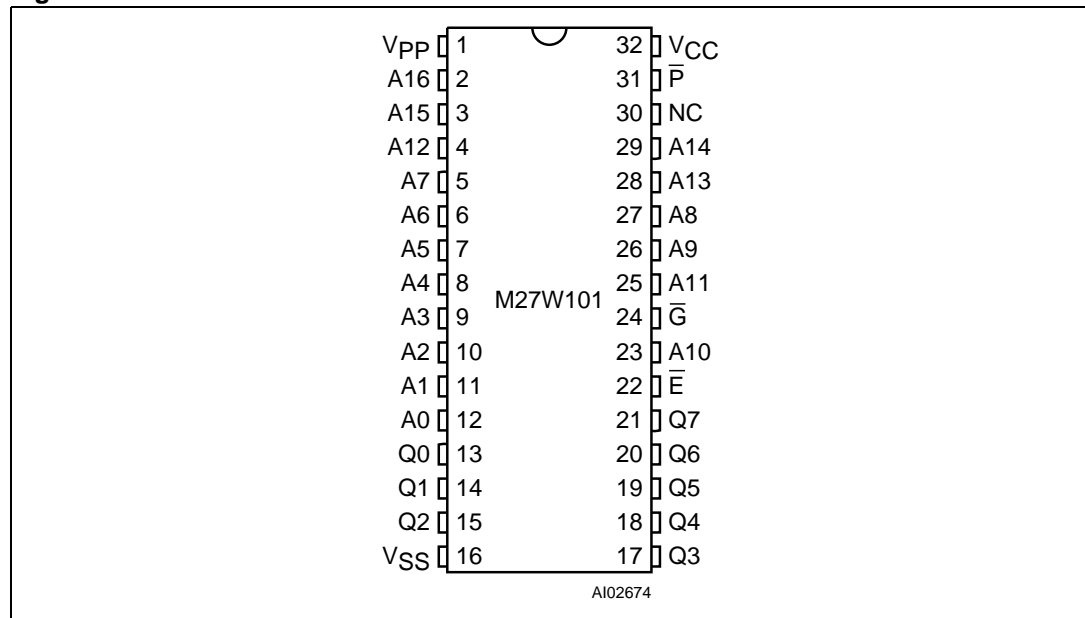 VPP 1 32 VCC
A16 2 31 P̅
A15 3 30 NC
A12 4 29 A14
A7 5 28 A13
A6 6 27 A8
A5 7 26 A9
A4 8 25 A11
M27W101
A3 9 24 G̅
A2 10 23 A10
A1 11 22 E̅
A0 12 21 Q7
Q0 13 20 Q6
Q1 14 19 Q5
Q2 15 18 Q4
VSS 16 17 Q3
AI02674